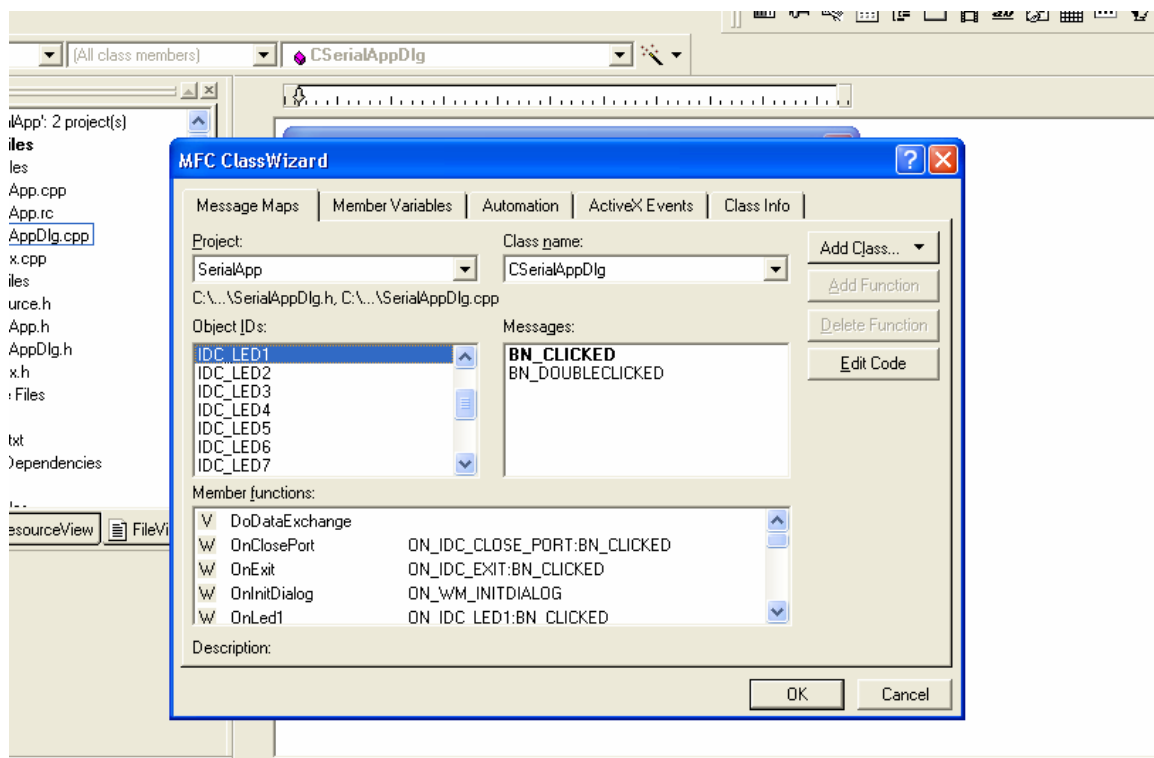 (All class members)
CSerialAppDlg
ialApp': 2 project(s)
iles
les
App.cpp
App.rc
AppDlg.cpp
x.cpp
iles
urce.h
App.h
AppDlg.h
x.h
Files
txt
Dependencies
esourceView
FileVi
MFC ClassWizard
Message Maps
Member Variables
Automation
ActiveX Events
Class Info
Project:
Class name:
Add Class...
SerialApp
CSerialAppDlg
Add Function
C:\...\SerialAppDlg.h, C:\...\SerialAppDlg.cpp
Object IDs:
Messages:
Delete Function
IDC_LED1
IDC_LED2
IDC_LED3
IDC_LED4
IDC_LED5
IDC_LED6
IDC_LED7
BN_CLICKED
BN_DOUBLECLICKED
Edit Code
Member functions:
V DoDataExchange
W OnClosePort ON_IDC_CLOSE_PORT:BN_CLICKED
W OnExit ON_IDC_EXIT:BN_CLICKED
W OnInitDialog ON_WM_INITDIALOG
W OnLed1 ON_IDC_LED1:BN_CLICKED
Description:
OK
Cancel